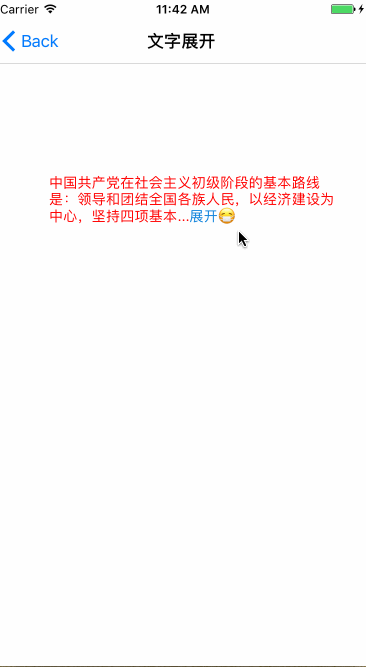 Carrier 11:42 AM
Back 文字展开
中国共产党在社会主义初级阶段的基本路线
是：领导和团结全国各族人民，以经济建设为
中心，坚持四项基本...展开😷